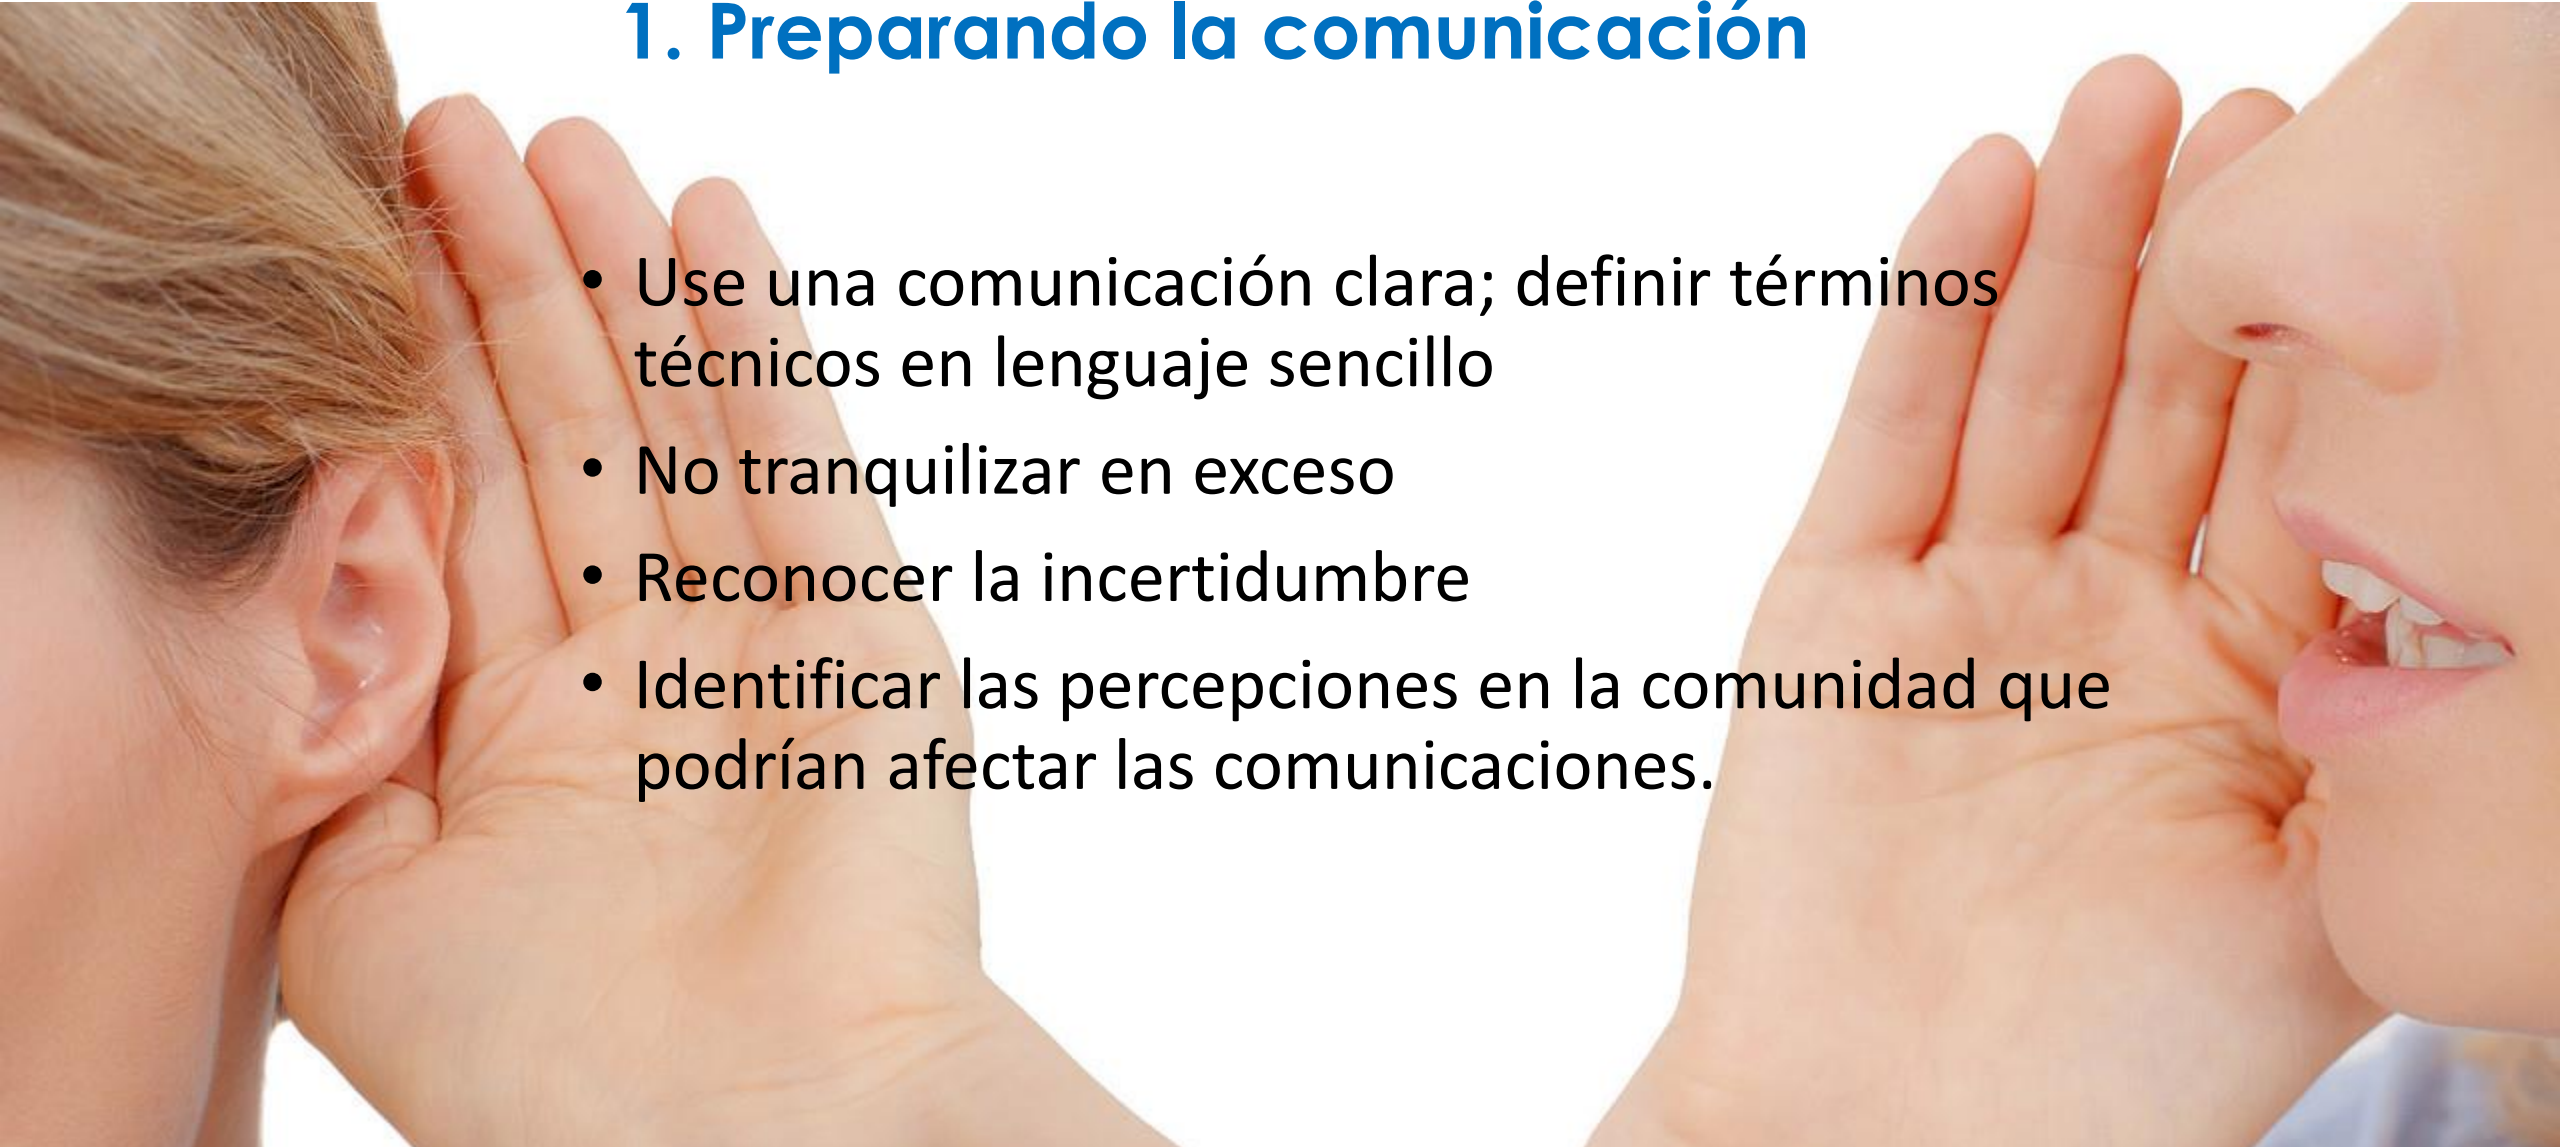 1. Preparando la comunicación
• Use una comunicación clara; definir términos
técnicos en lenguaje sencillo
• No tranquilizar en exceso
• Reconocer la incertidumbre
• Identificar las percepciones en la comunidad que
podrían afectar las comunicaciones.